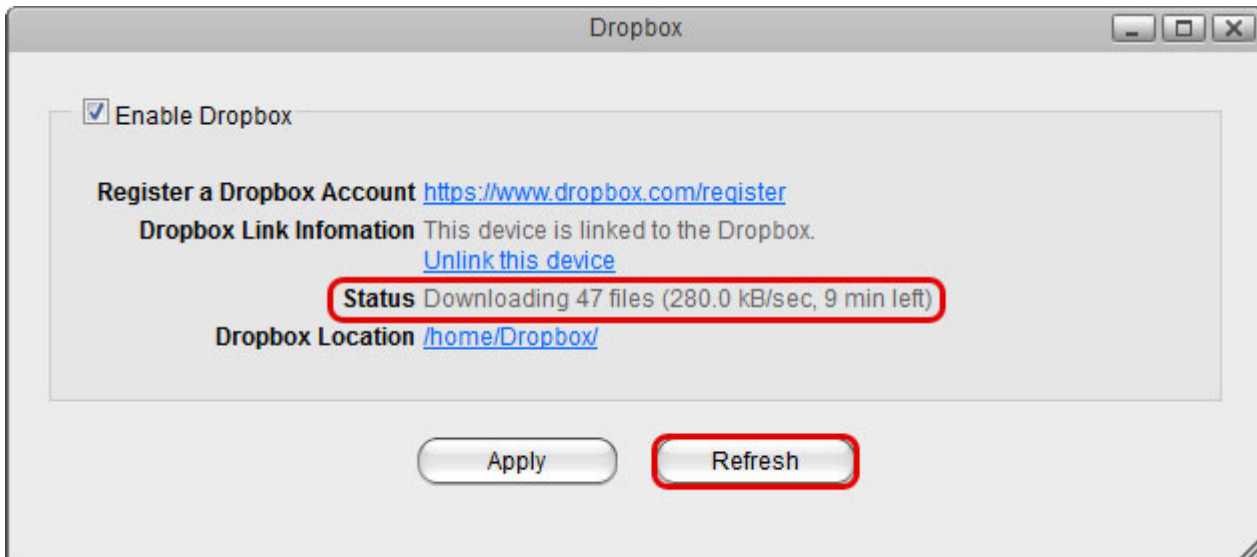 Dropbox
Enable Dropbox
Register a Dropbox Account https://www.dropbox.com/register
Dropbox Link Infomation This device is linked to the Dropbox.
Unlink this device
Status Downloading 47 files (280.0 kB/sec, 9 min left)
Dropbox Location /home/Dropbox/
Apply Refresh